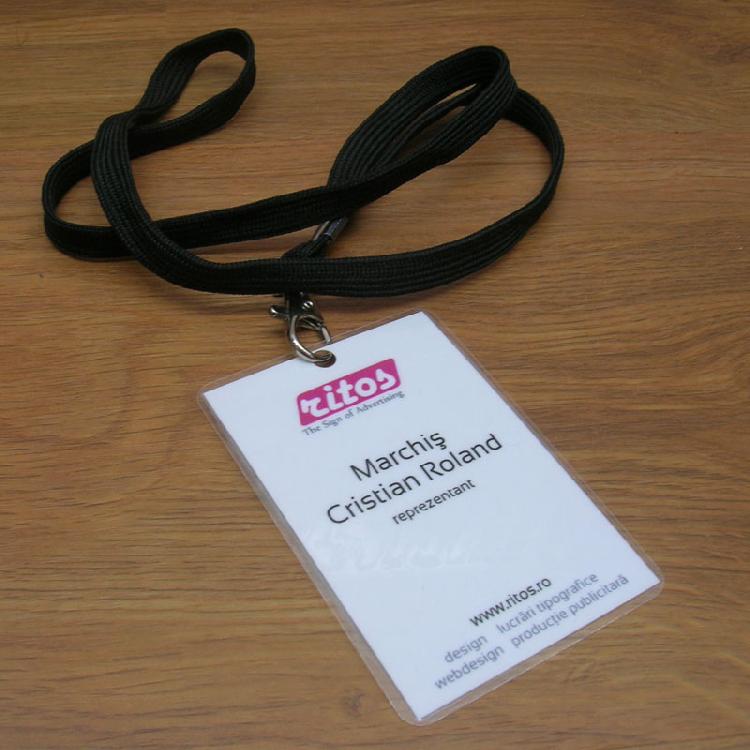 ritos
The Sign of Advertising
Marchiş
Cristian Roland
reprezentant
www.ritos.ro
design lucrări tipografice
webdesign producţie publicitară